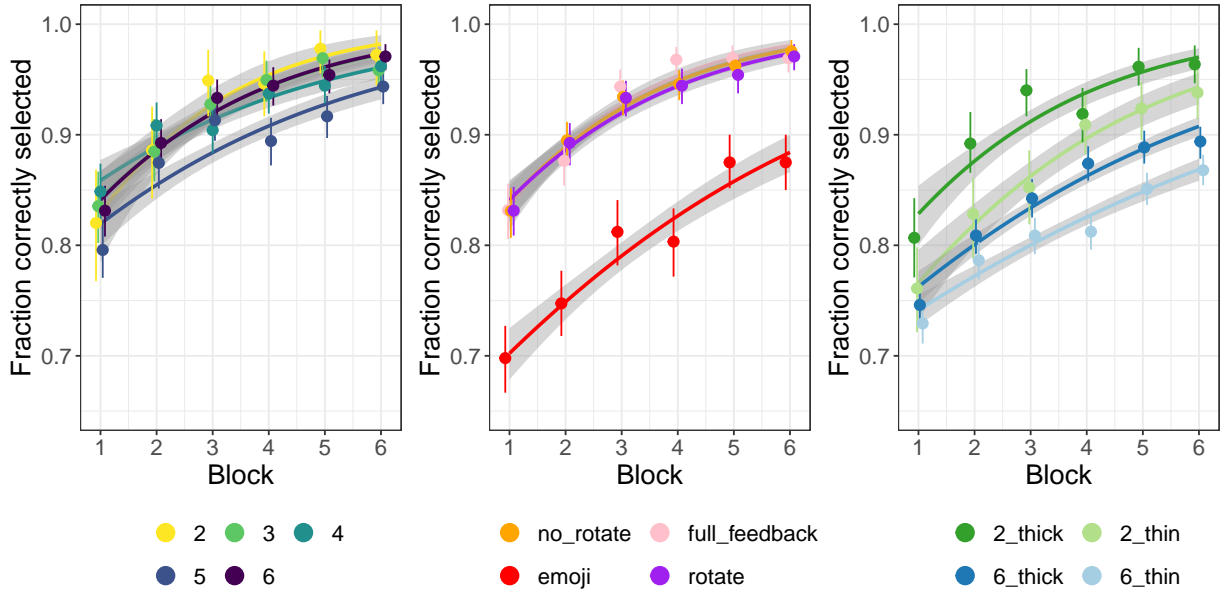 Fraction correctly selected
1.0
0.9
0.8
0.7
1 2 3 4 5 6
Block
2 3 4
5 6
Fraction correctly selected
1.0
0.9
0.8
0.7
1 2 3 4 5 6
Block
no_rotate full_feedback
emoji rotate
Fraction correctly selected
1.0
0.9
0.8
0.7
1 2 3 4 5 6
Block
2_thick 2_thin
6_thick 6_thin